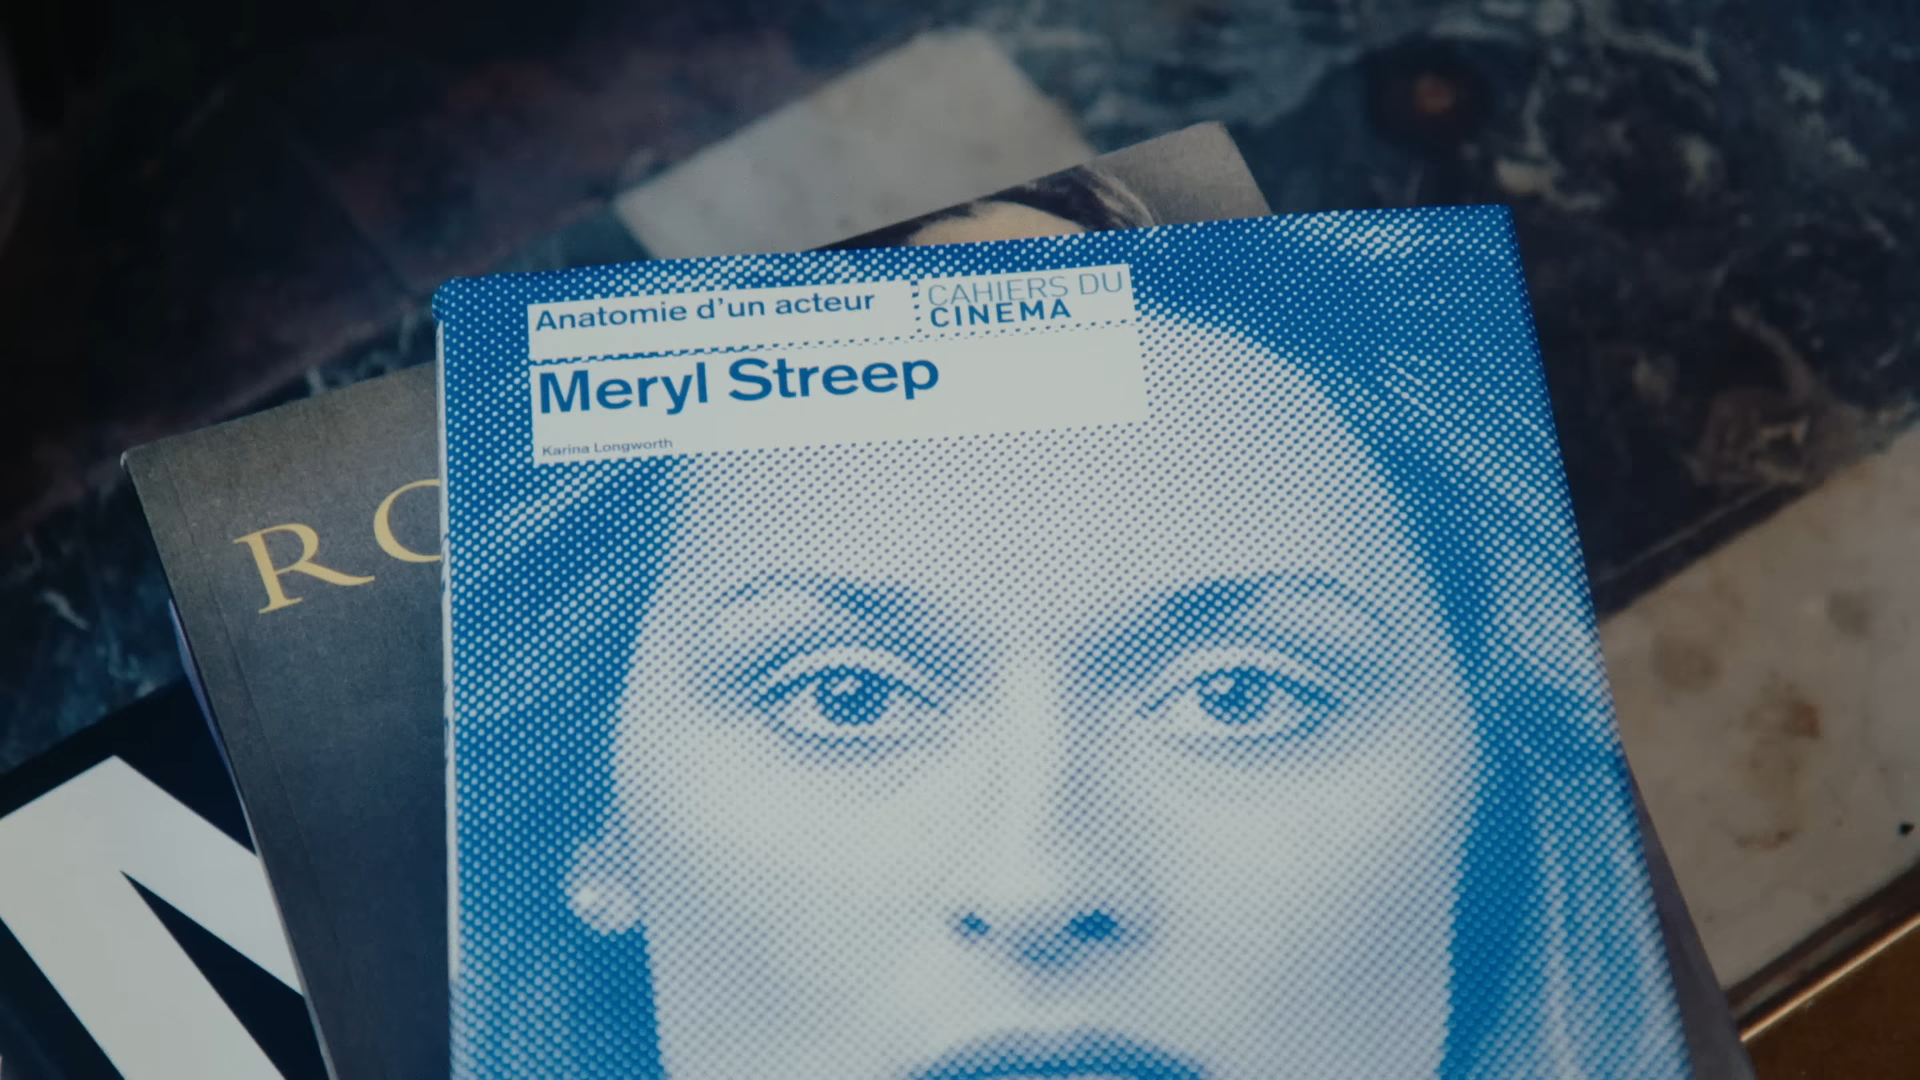 Anatomie d'un acteur
CAHIERS DU
CINEMA
Meryl Streep
Karina Longworth
RO